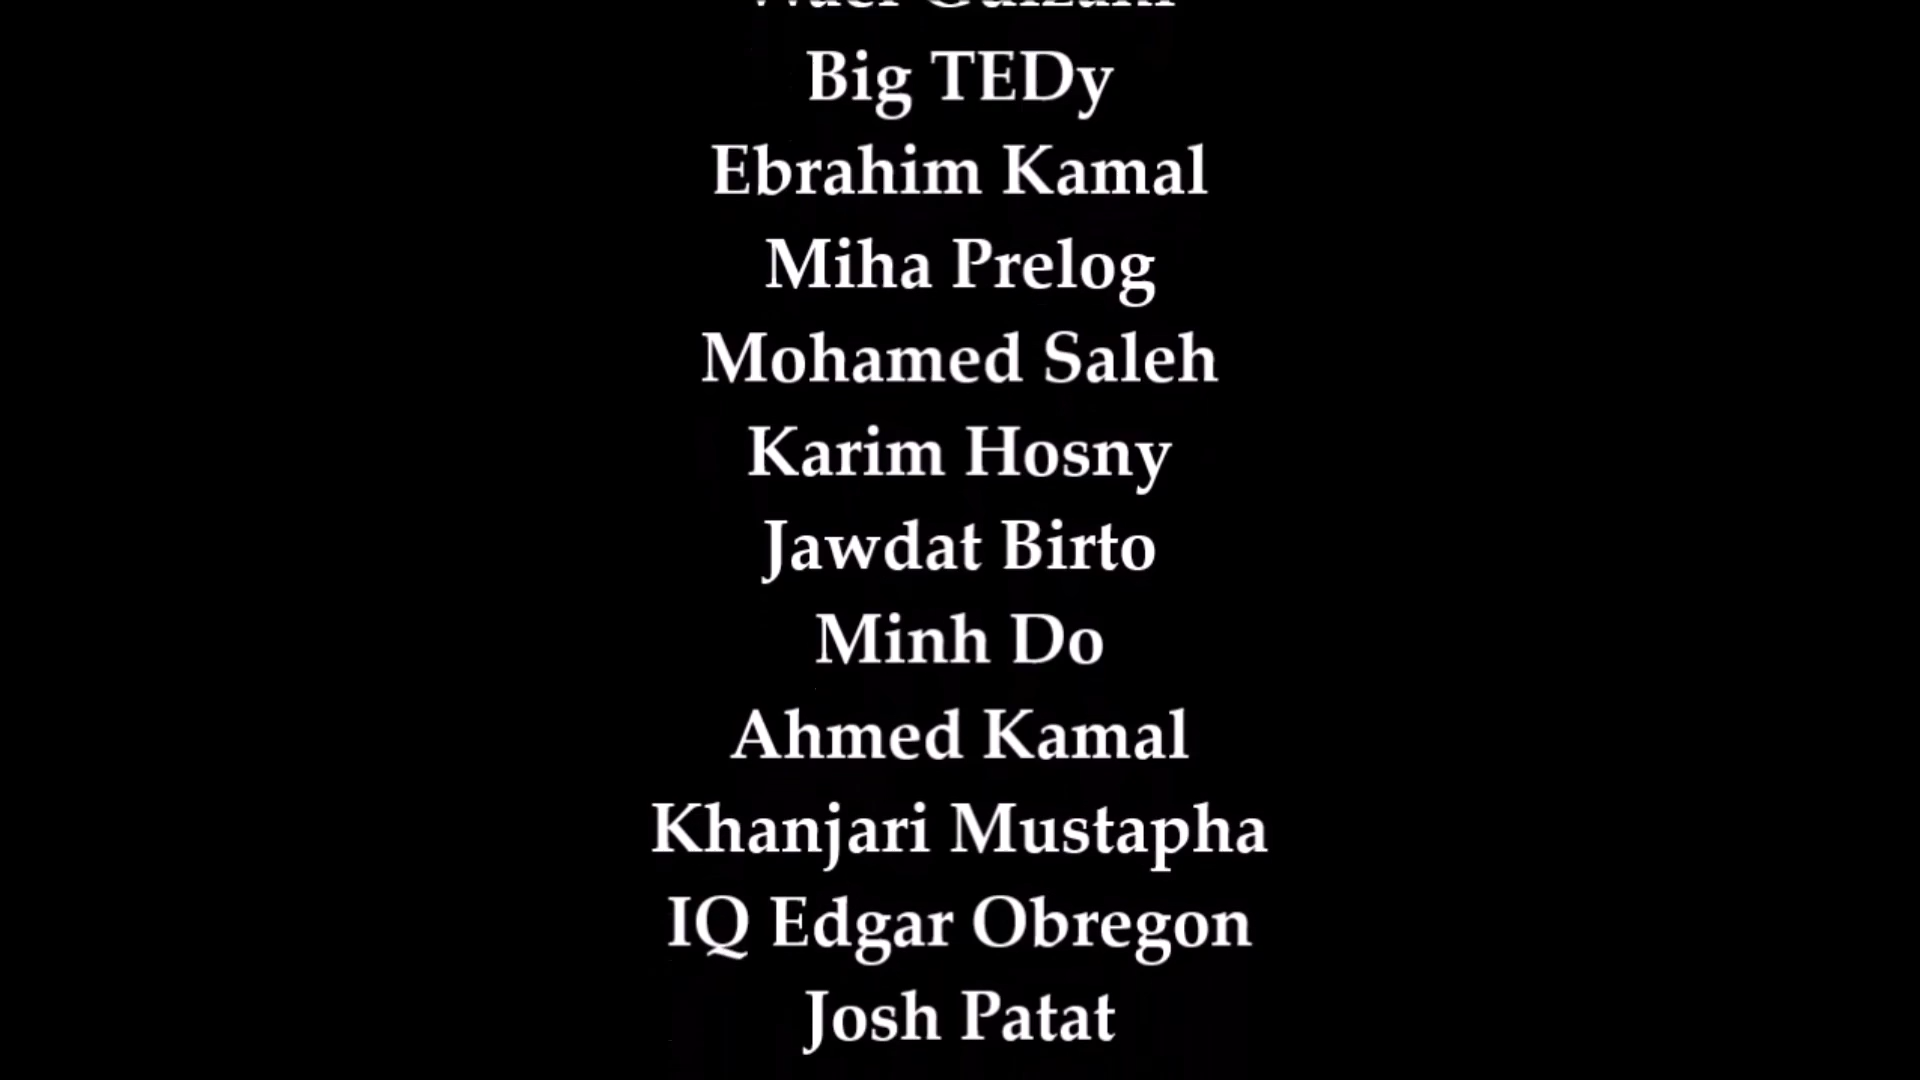 Big TEDy
Ebrahim Kamal
Miha Prelog
Mohamed Saleh
Karim Hosny
Jawdat Birto
Minh Do
Ahmed Kamal
Khanjari Mustapha
IQ Edgar Obregon
Josh Patat